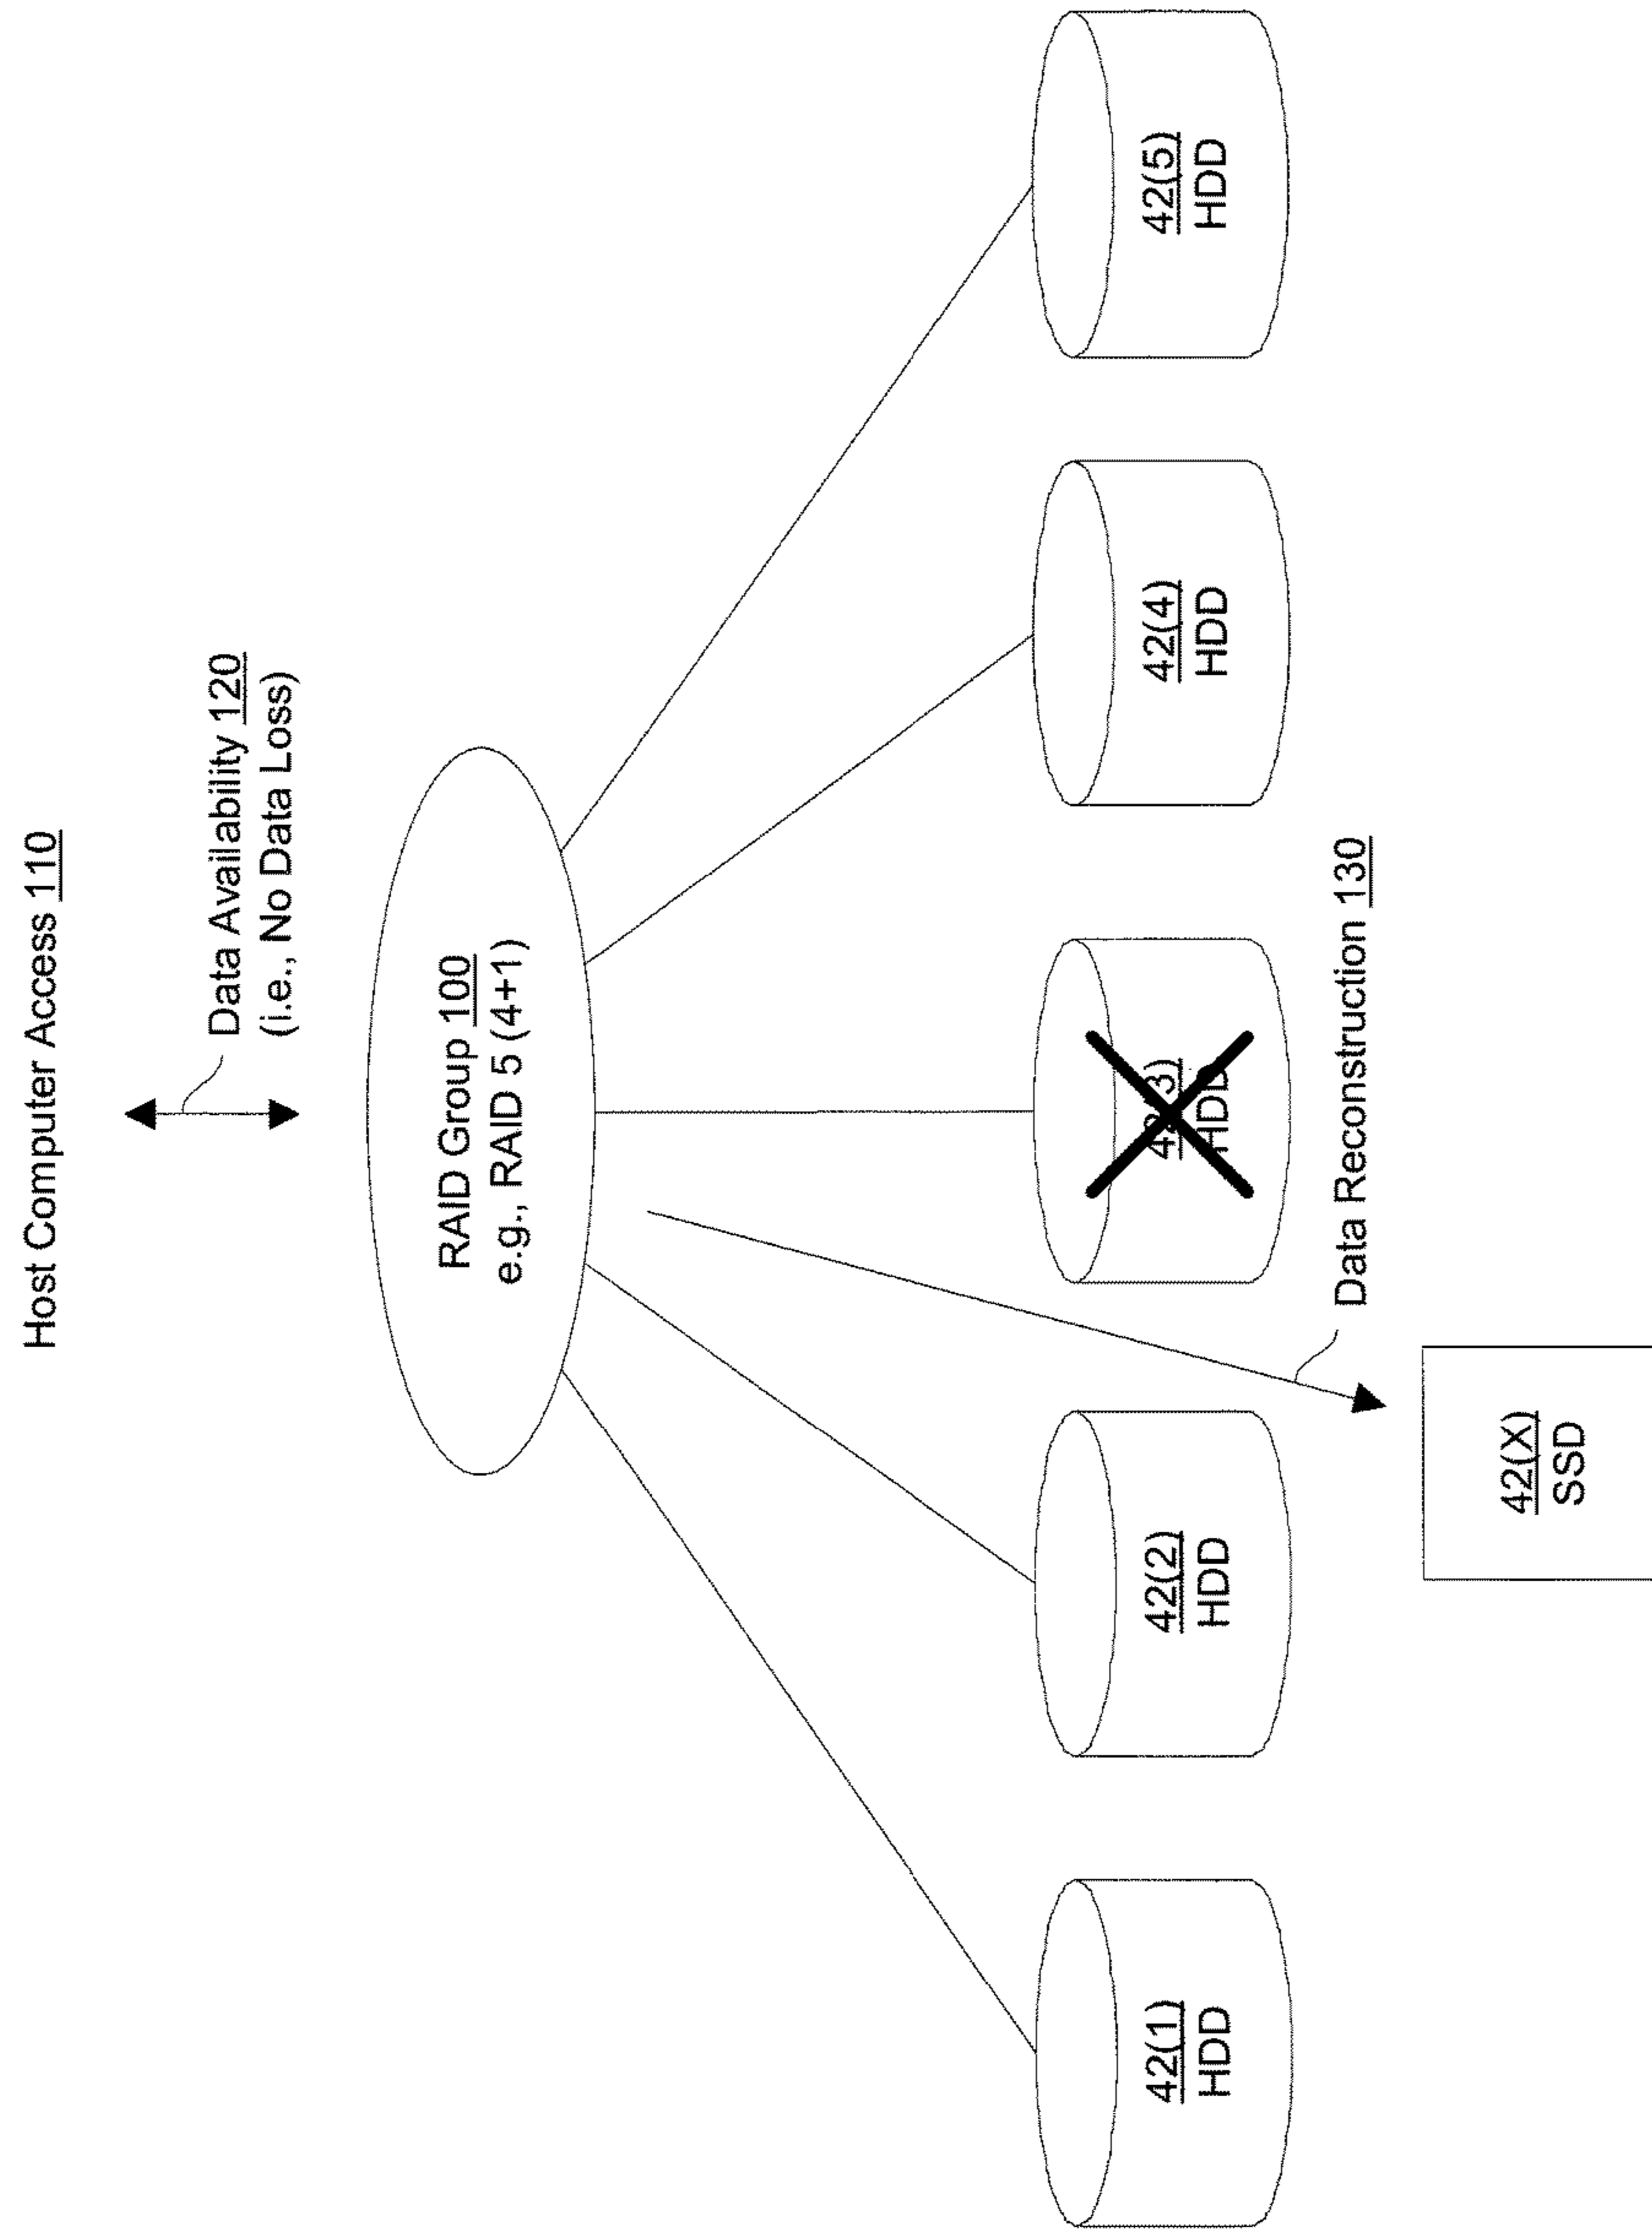 Host Computer Access 110
Data Availability 120
(i.e., No Data Loss)
RAID Group 100
e.g., RAID 5 (4+1)
42(1)
HDD
42(2)
HDD
HDD
42(4)
HDD
42(5)
HDD
Data Reconstruction 130
42(X)
SSD